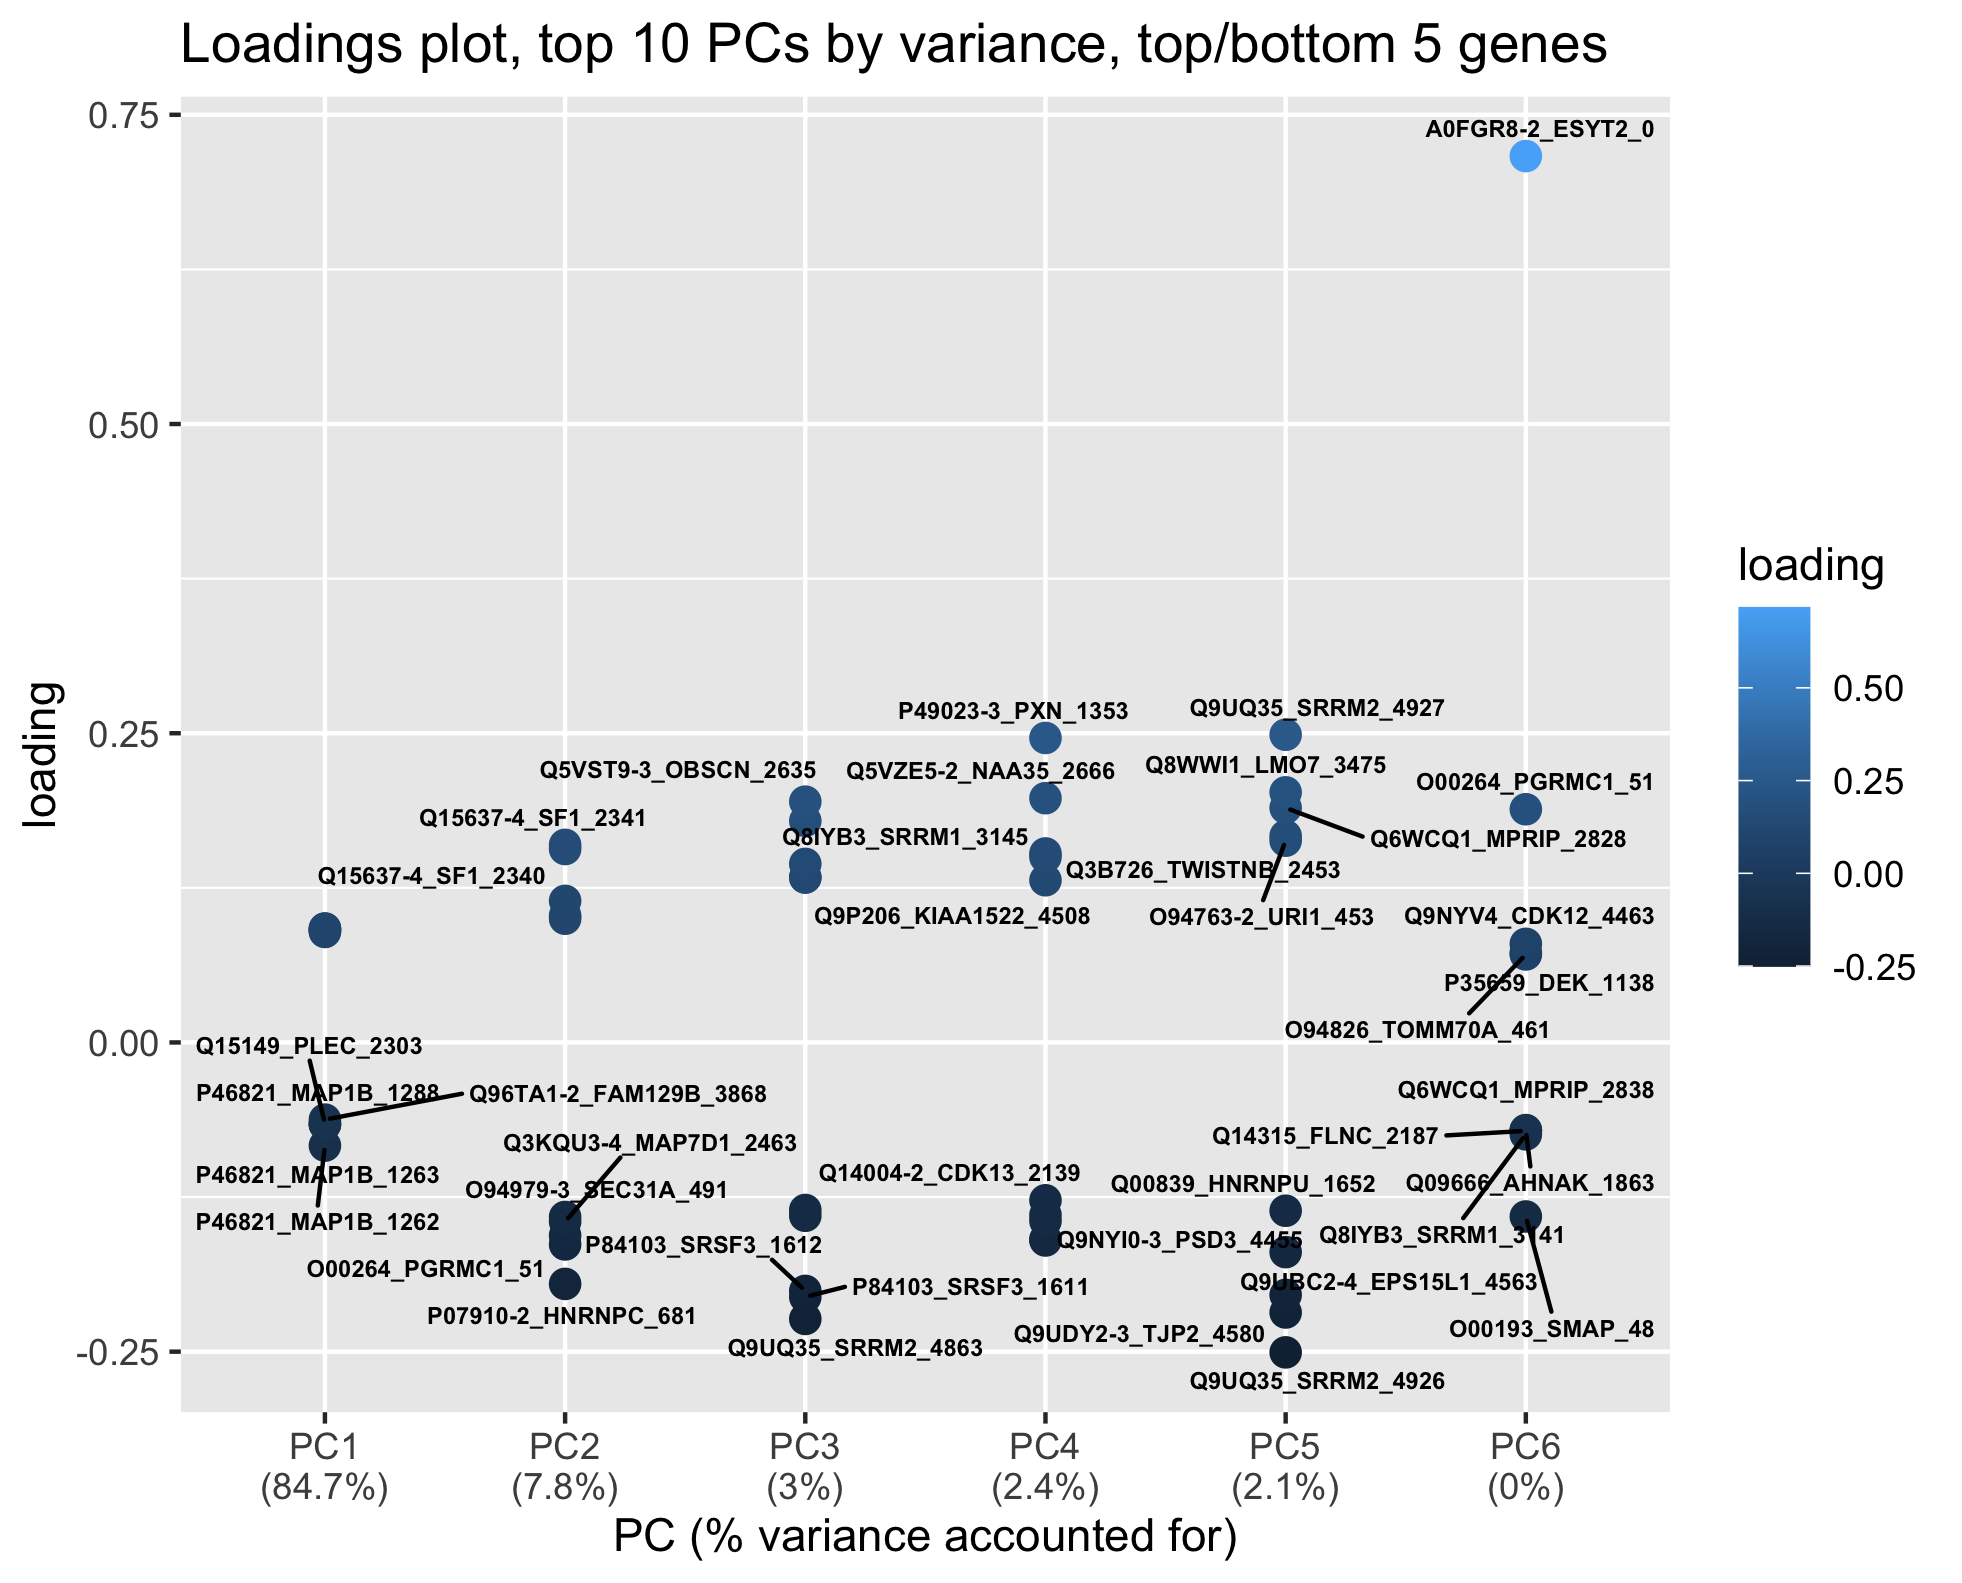 Loadings plot, top 10 PCs by variance, top/bottom 5 genes
0.75
0.50
0.25
0.00
-0.25
loading
A0FGR8-2_ESYT2_0
Q9UQ35_SRRM2_4927
P49023-3_PXN_1353
Q8WWI1_LMO7_3475
Q5VST9-3_OBSCN_2635
Q5VZE5-2_NAA35_2666
O00264_PGRMC1_51
Q15637-4_SF1_2341
Q8IYB3_SRRM1_3145
Q6WCQ1_MPRIP_2828
Q15637-4_SF1_2340
Q3B726_TWISTNB_2453
Q9P206_KIAA1522_4508
O94763-2_URI1_453
Q9NYV4_CDK12_4463
P35659_DEK_1138
O94826_TOMM70A_461
Q15149_PLEC_2303
P46821_MAP1B_1288
Q96TA1-2_FAM129B_3868
Q6WCQ1_MPRIP_2838
Q3KQU3-4_MAP7D1_2463
Q14315_FLNC_2187
P46821_MAP1B_1263
Q14004-2_CDK13_2139
Q00839_HNRNPU_1652
Q09666_AHNAK_1863
O94979-3_SEC31A_491
P46821_MAP1B_1262
P84103_SRSF3_1612
Q9NYI0-3_PSD3_4455
Q8IYB3_SRRM1_3141
O00264_PGRMC1_51
P84103_SRSF3_1611
Q9UBC2-4_EPS15L1_4563
P07910-2_HNRNPC_681
Q9UDY2-3_TJP2_4580
O00193_SMAP_48
Q9UQ35_SRRM2_4863
Q9UQ35_SRRM2_4926
PC1
(84.7%)
PC2
(7.8%)
PC3
(3%)
PC4
(2.4%)
PC5
(2.1%)
PC6
(0%)
PC (% variance accounted for)
loading
0.50
0.25
0.00
-0.25